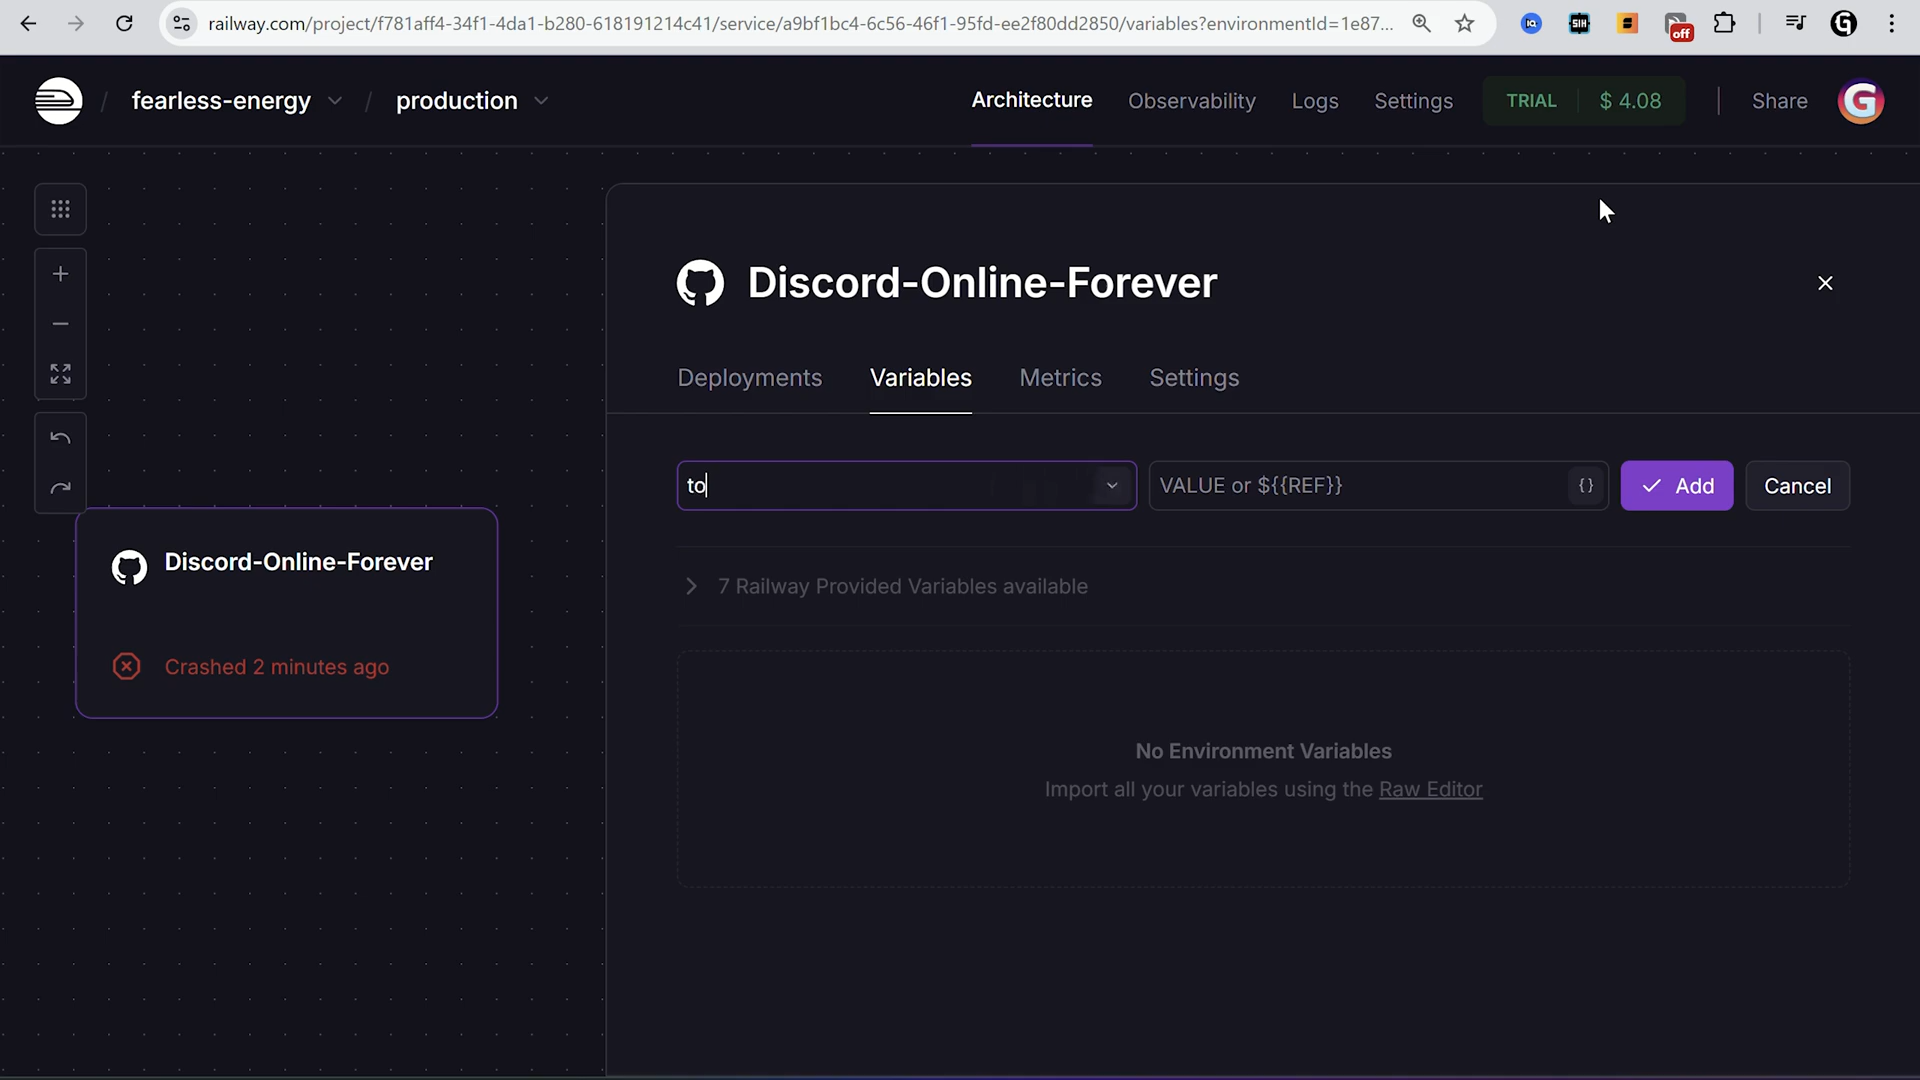 railway.com/project/f781aff4-34f1-4da1-b280-618191214c41/service/a9bf1bc4-6c56-46f1-95fd-ee2f80dd2850/variables?environmentId=1e87...
off
/ fearless-energy / production
Architecture Observability Logs Settings TRIAL $ 4.08 Share G
Discord-Online-Forever
Deployments Variables Metrics Settings
to VALUE or ${{REF}} {} Add Cancel
7 Railway Provided Variables available
Discord-Online-Forever
Crashed 2 minutes ago
No Environment Variables
Import all your variables using the Raw Editor